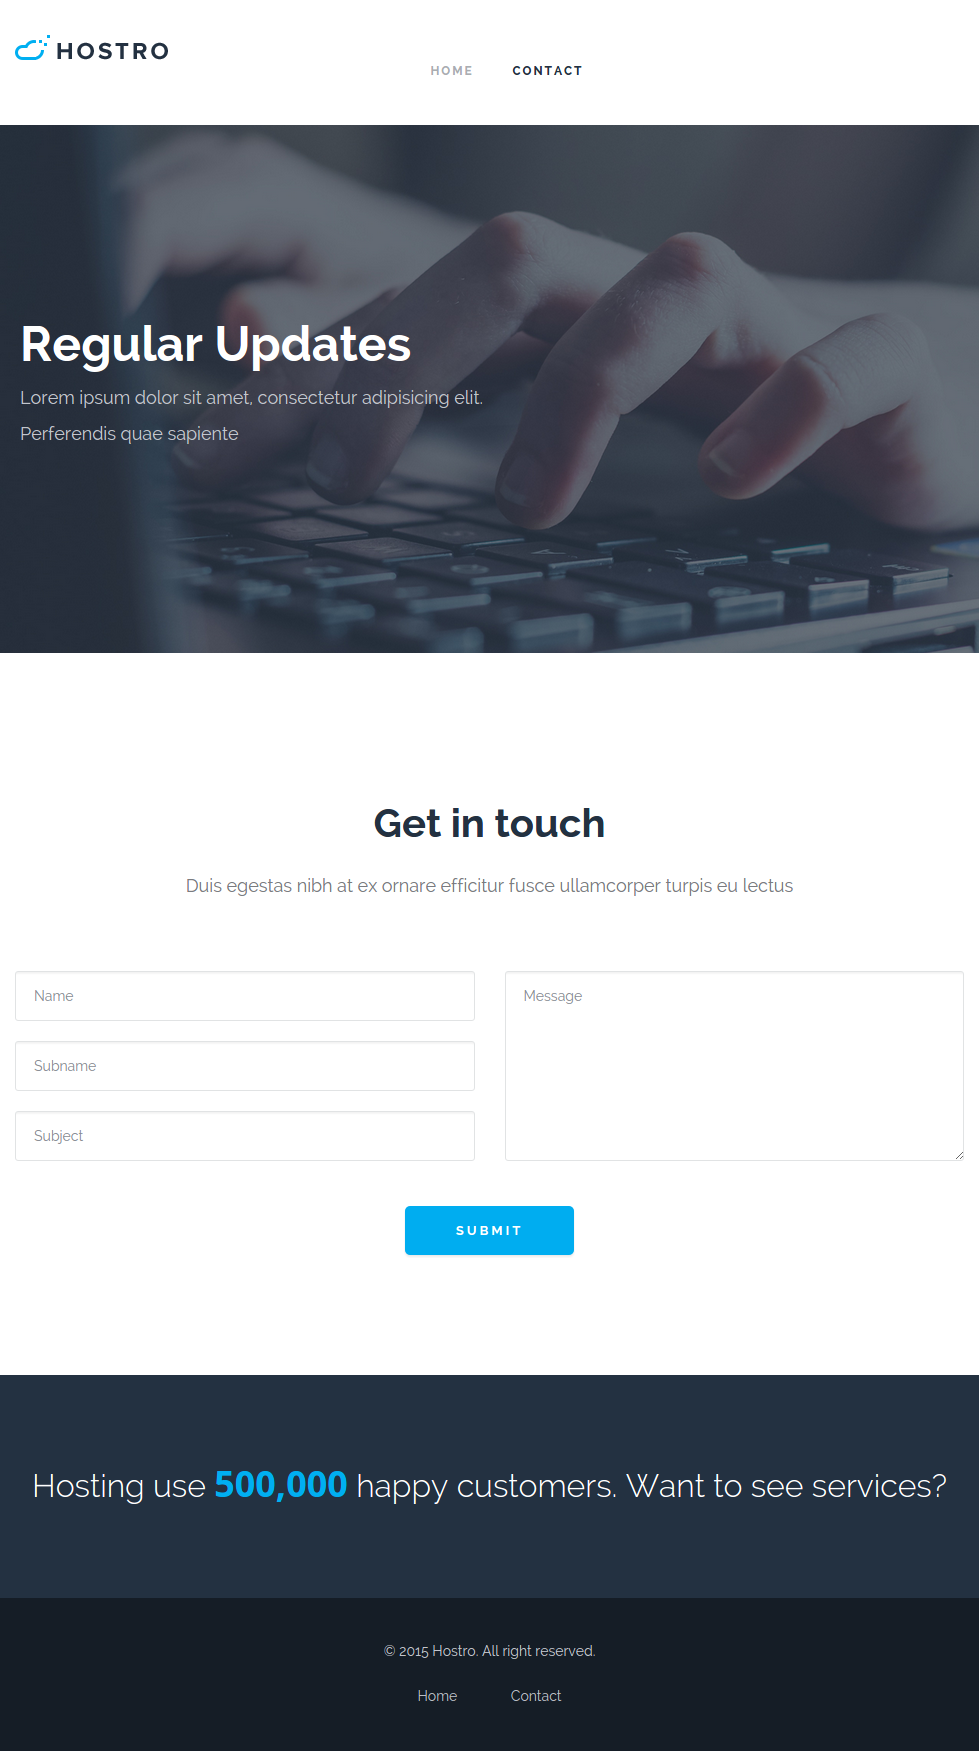 HOSTRO
HOME CONTACT
Regular Updates
Lorem ipsum dolor sit amet, consectetur adipisicing elit.
Perferendis quae sapiente
Get in touch
Duis egestas nibh at ex ornare efficitur fusce ullamcorper turpis eu lectus
Name
Subname
Subject
Message
SUBMIT
Hosting use 500,000 happy customers. Want to see services?
© 2015 Hostro. All right reserved.
Home Contact